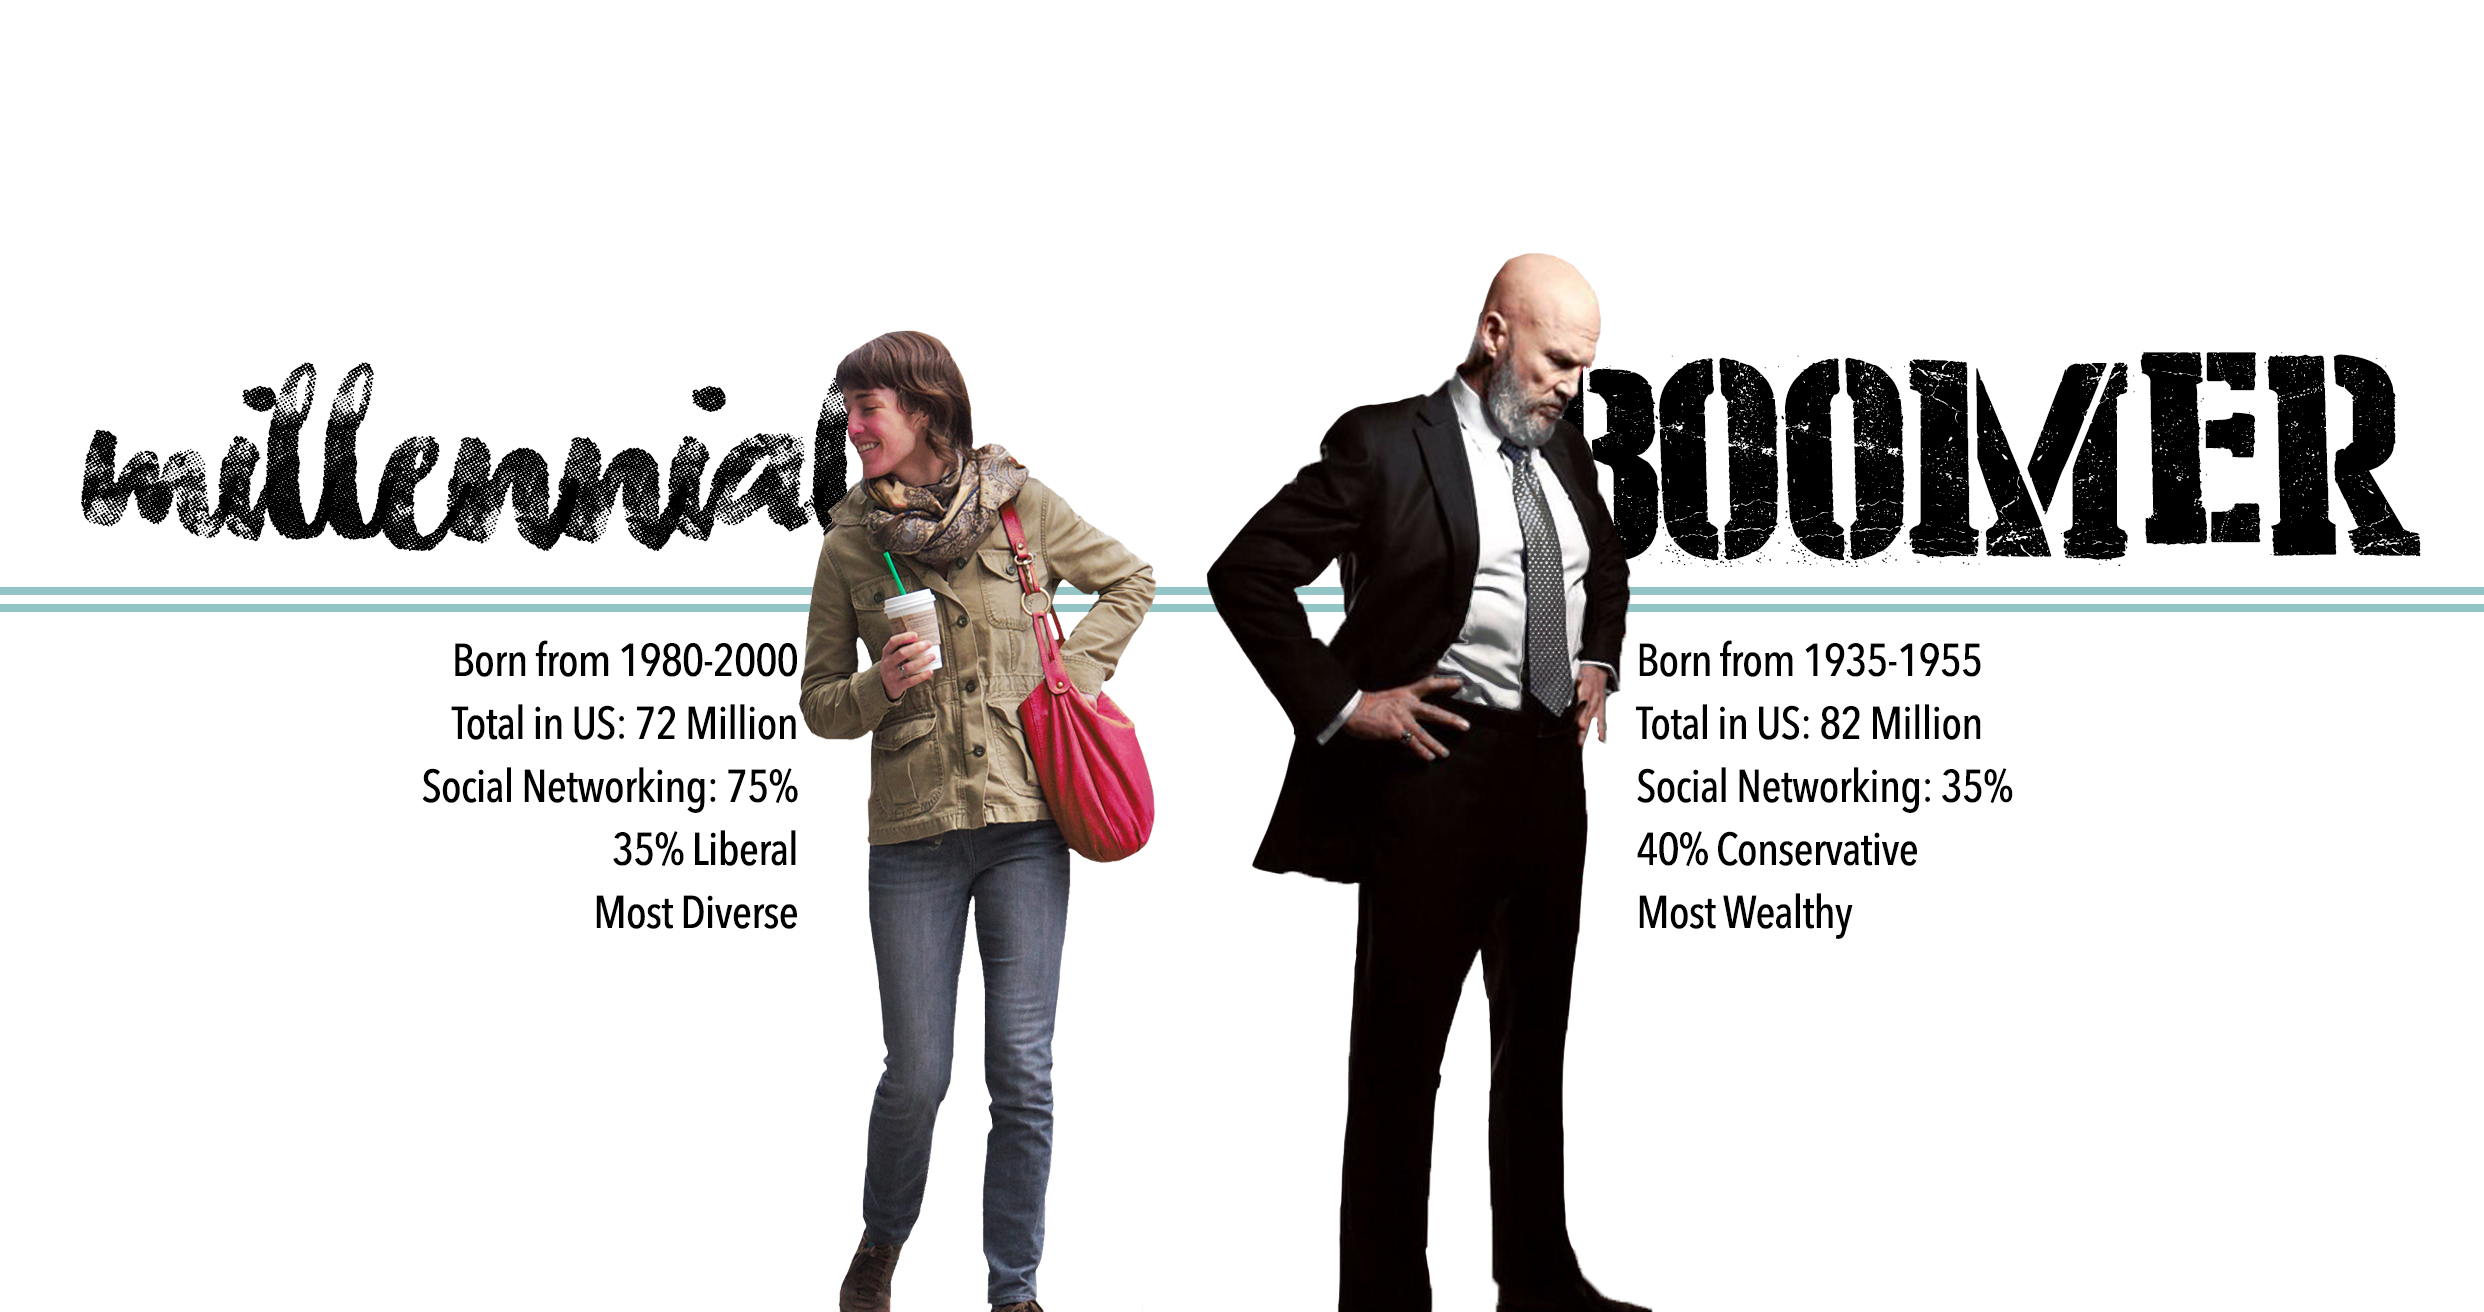 millennial
Born from 1980-2000
Total in US: 72 Million
Social Networking: 75%
35% Liberal
Most Diverse
BOOMER
Born from 1935-1955
Total in US: 82 Million
Social Networking: 35%
40% Conservative
Most Wealthy